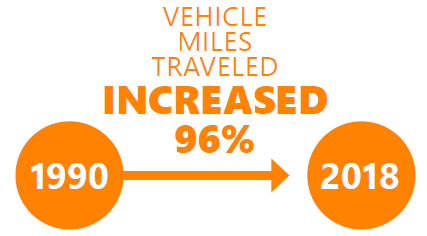 VEHICLE
MILES
TRAVELED
INCREASED
96%
1990
2018